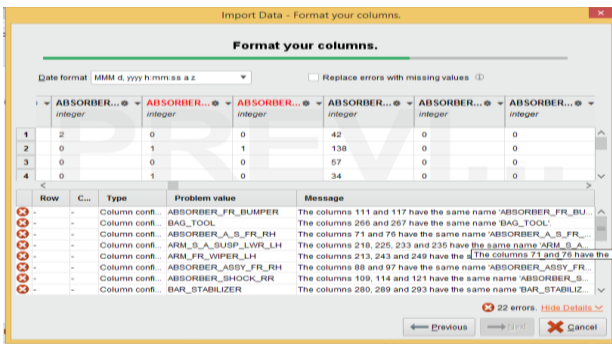 Import Data - Format your columns.
Format your columns.
Date format MMM d, yyyy h:mm:ss a z Replace errors with missing values
ABSORBER... ABSORBER... ABSORBER... ABSORBER... ABSORBER... ABSORBER...
integer integer integer integer integer integer
1 2 0 0 42 0 0
2 0 1 1 138 0 0
3 0 0 0 57 0 0
4 0 1 1 34 0 0
PREVI...
Row C... Type Problem value Message
- - Column confi... ABSORBER_FR_BUMPER The columns 111 and 117 have the same name 'ABSORBER_FR_BU...
- - Column confi... BAG_TOOL The columns 266 and 267 have the same name 'BAG_TOOL'.
- - Column confi... ABSORBER_A_S_FR_RH The columns 71 and 76 have the same name 'ABSORBER_A_S_FR_...
- - Column confi... ARM_S_A_SUSP_LWR_LH The columns 218, 225, 233 and 235 have the same name 'ARM_S_A...
- - Column confi... ARM_FR_WIPER_LH The columns 213, 243 and 249 have the s
The columns 71 and 76 have the
- - Column confi... ABSORBER_ASSY_FR_RH The columns 88 and 97 have the same name 'ABSORBER_ASSY_FR...
- - Column confi... ABSORBER_SHOCK_RR The columns 109, 114 and 121 have the same name 'ABSORBER_S...
- - Column confi... BAR_STABILIZER The columns 280, 289 and 293 have the same name 'BAR_STABILIZ...
22 errors. Hide Details
Previous Next Cancel